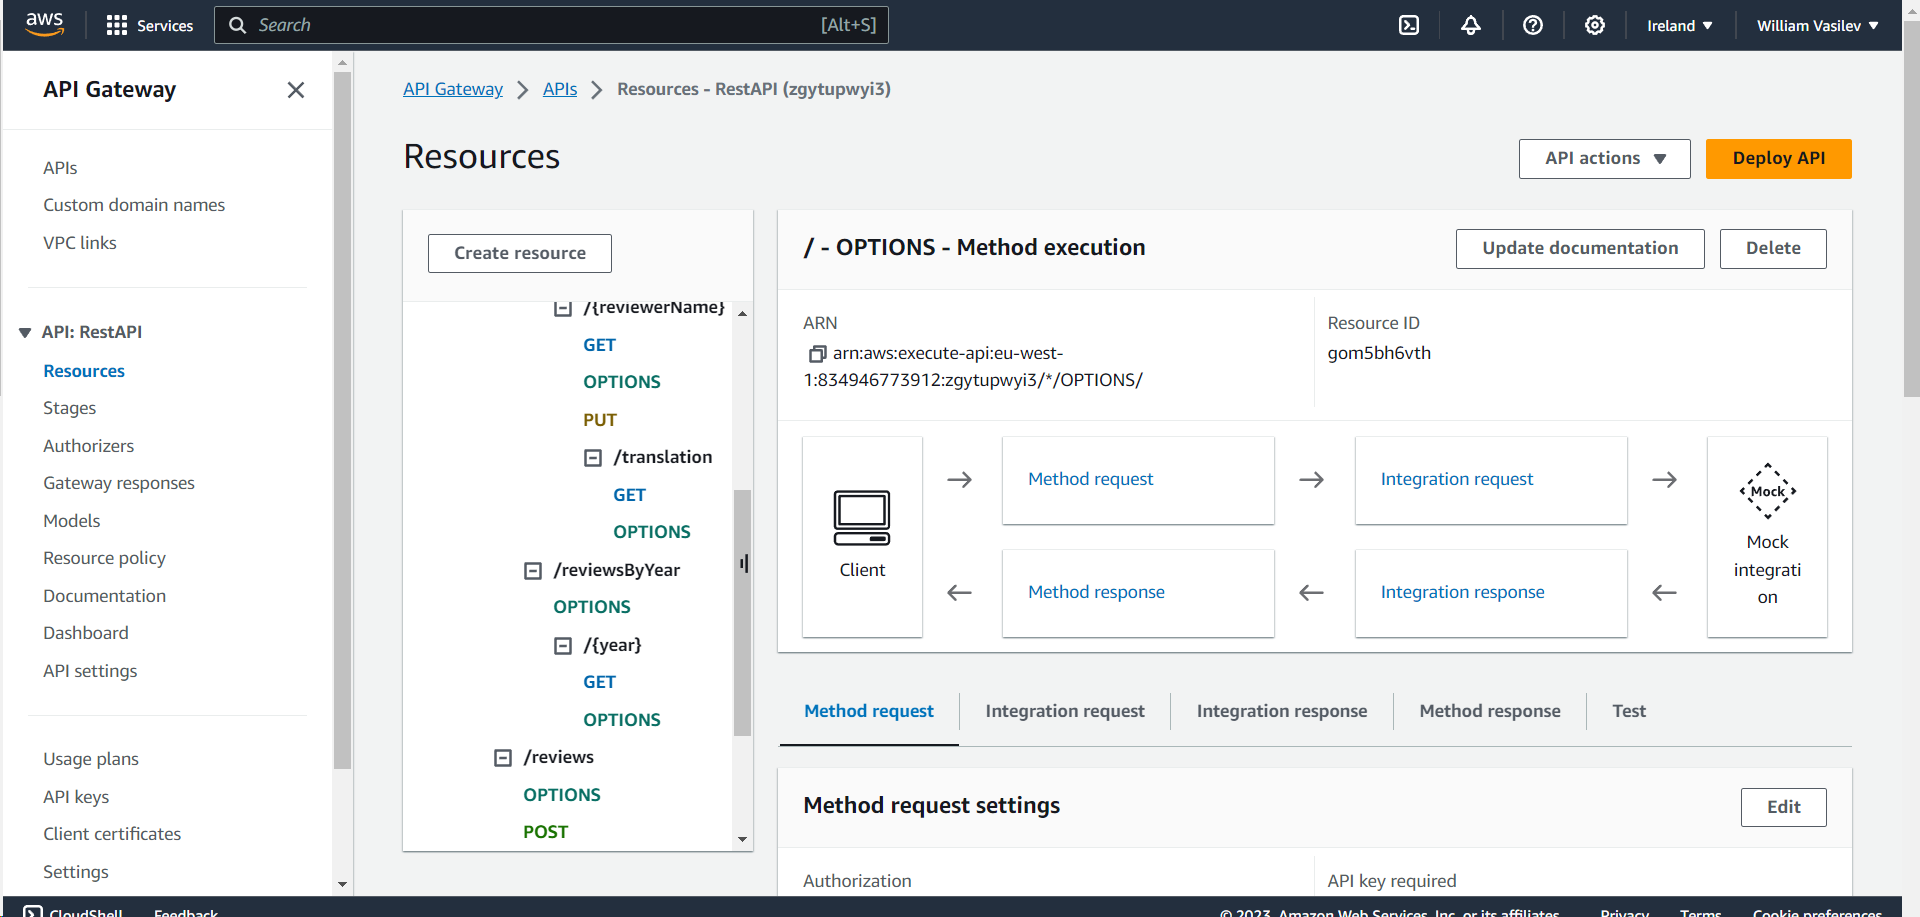 aws
Services
Search
[Alt+S]
Ireland ▼
William Vasilev ▼
API Gateway
APIs
Custom domain names
VPC links
API: RestAPI
Resources
Stages
Authorizers
Gateway responses
Models
Resource policy
Documentation
Dashboard
API settings
Usage plans
API keys
Client certificates
Settings
API Gateway > APIs > Resources - RestAPI (zgytupwyi3)
Resources
API actions ▼
Deploy API
Create resource
/{reviewerName}
GET
OPTIONS
PUT
/translation
GET
OPTIONS
/reviewsByYear
OPTIONS
/{year}
GET
OPTIONS
/reviews
OPTIONS
POST
/ - OPTIONS - Method execution
Update documentation
Delete
ARN
arn:aws:execute-api:eu-west-
1:834946773912:zgytupwyi3/*/OPTIONS/
Resource ID
gom5bh6vth
Client
Method request
Integration request
Method response
Integration response
Mock
Mock
integrati
on
Method request
Integration request
Integration response
Method response
Test
Method request settings
Edit
Authorization
API key required
CloudShell
Feedback
© 2023, Amazon Web Services, Inc. or its affiliates.
Privacy
Terms
Cookie preferences